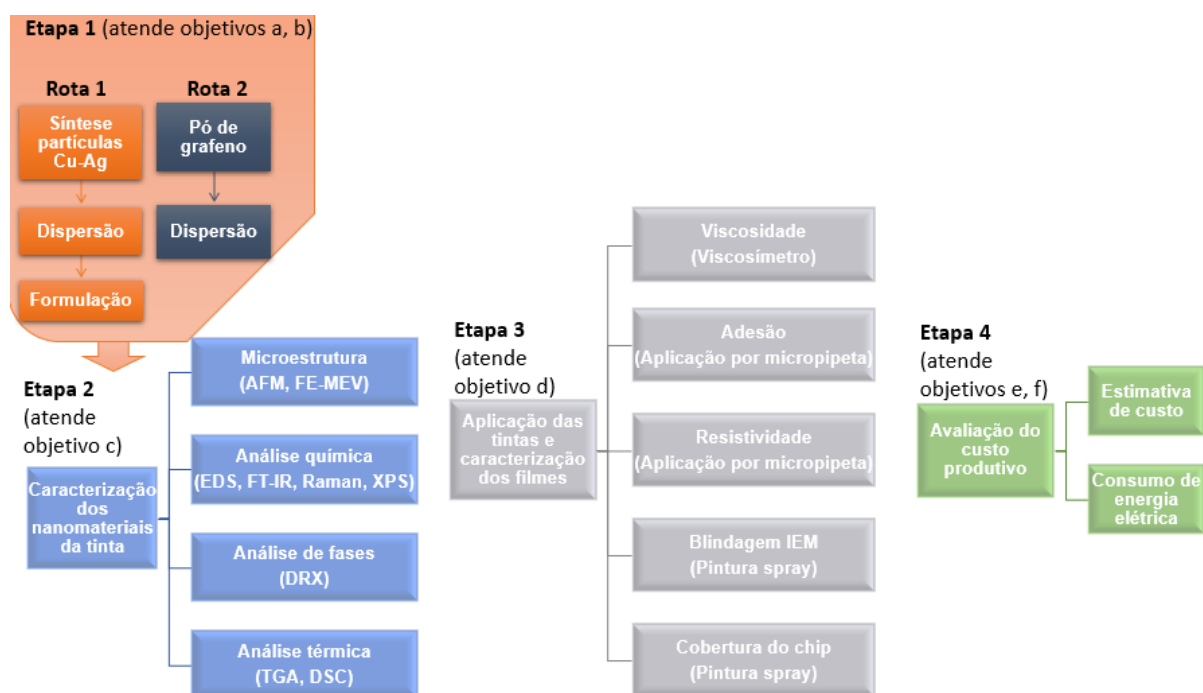 Etapa 1 (atende objetivos a, b)
Rota 1
Síntese
partículas
Cu-Ag
Dispersão
Formulação
Rota 2
Pó de
grafeno
Dispersão
Etapa 2
(atende
objetivo c)
Caracterização
dos
nanomateriais
da tinta
Microestrutura
(AFM, FE-MEV)
Análise química
(EDS, FT-IR, Raman, XPS)
Análise de fases
(DRX)
Análise térmica
(TGA, DSC)
Etapa 3
(atende
objetivo d)
Aplicação das
tintas e
caracterização
dos filmes
Viscosidade
(Viscosímetro)
Adesão
(Aplicação por micropipeta)
Resistividade
(Aplicação por micropipeta)
Blindagem IEM
(Pintura spray)
Cobertura do chip
(Pintura spray)
Etapa 4
(atende
objetivos e, f)
Avaliação do
custo
produtivo
Estimativa
de custo
Consumo de
energia
elétrica